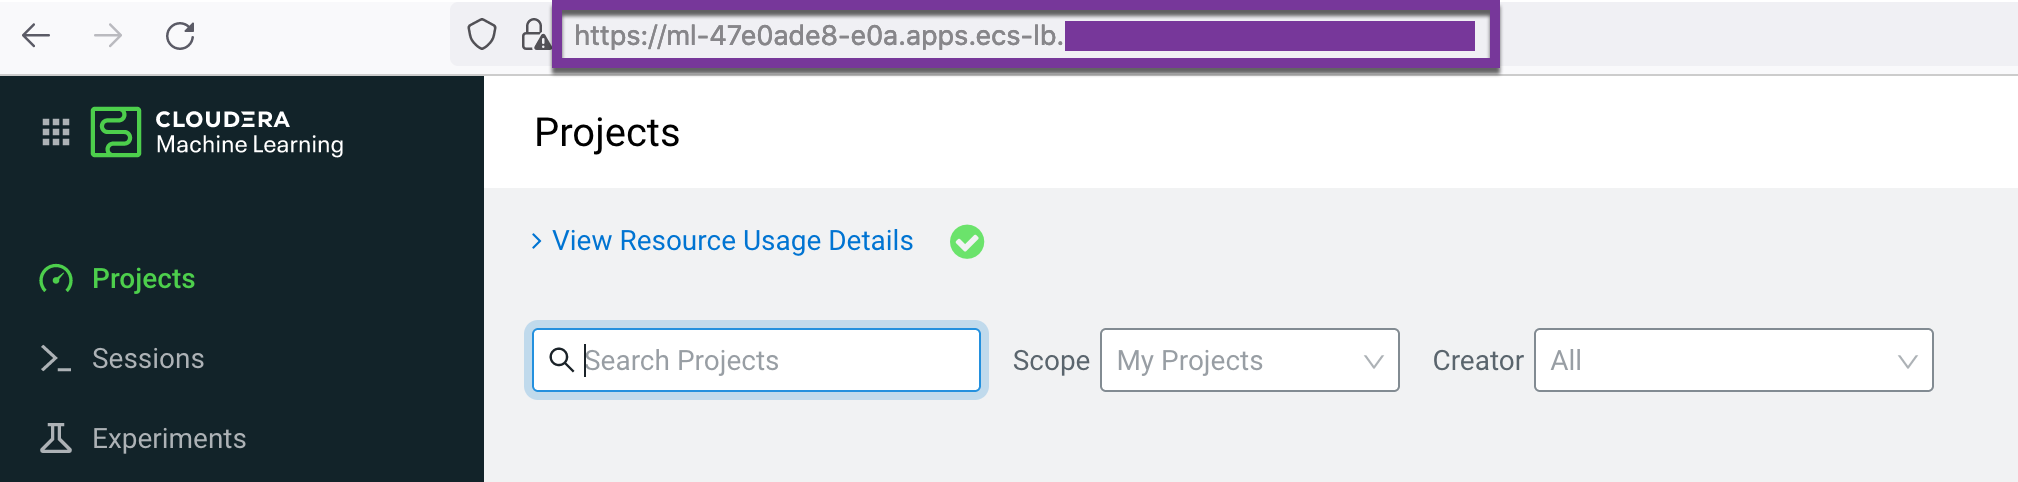 https://ml-47e0ade8-e0a.apps.ecs-lb.
CLOUDERA
Machine Learning
Projects
Sessions
Experiments
Projects
> View Resource Usage Details
Search Projects Scope My Projects Creator All